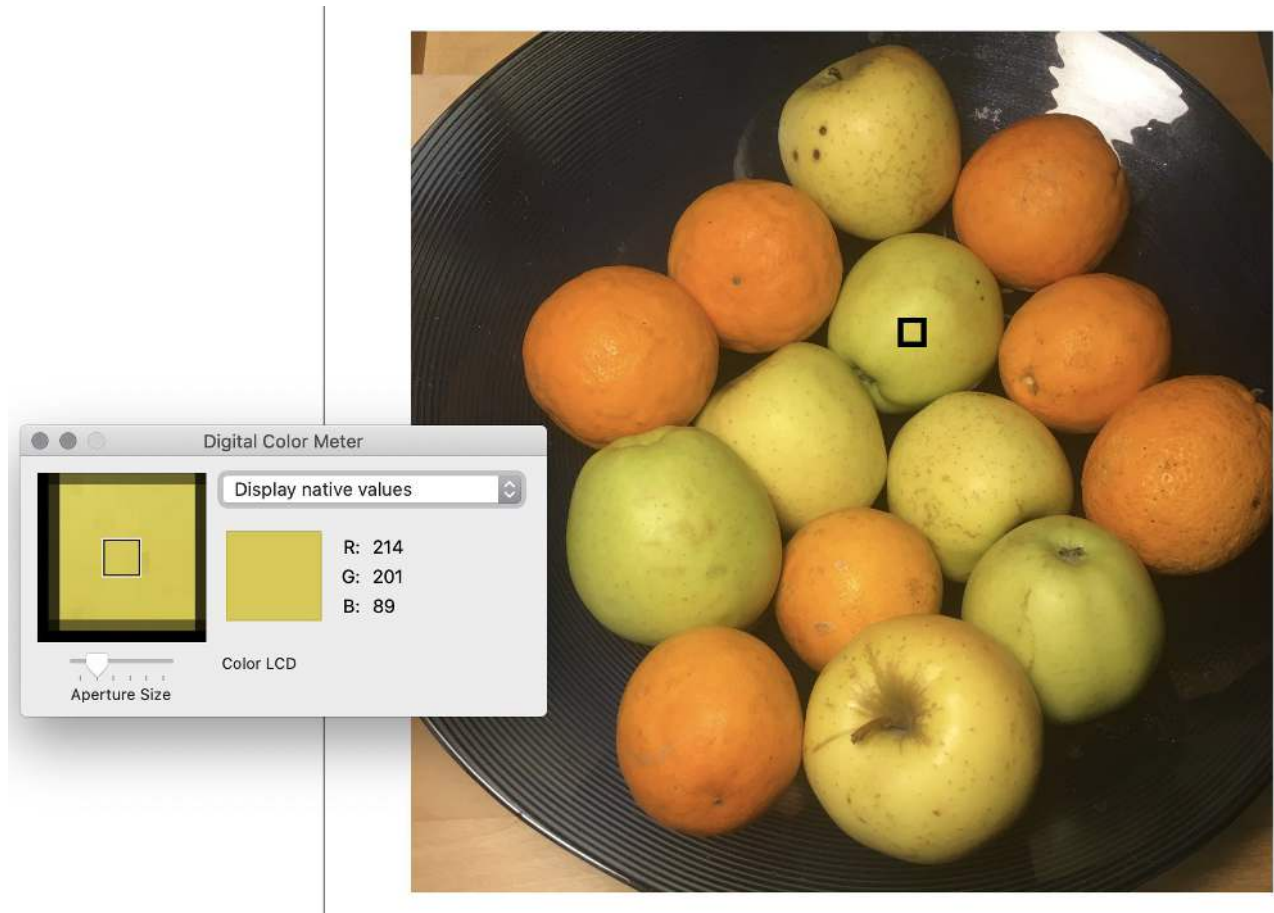 Digital Color Meter
Display native values
R: 214
G: 201
B: 89
Color LCD
Aperture Size